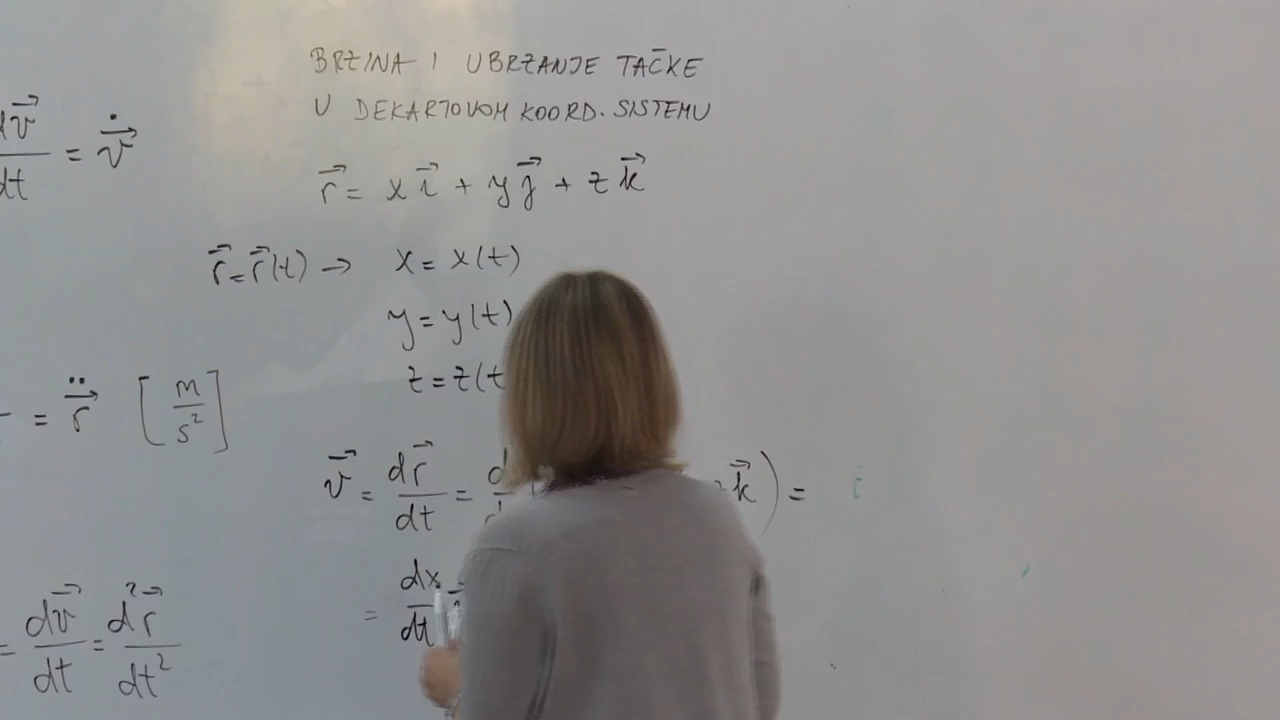 BRZINA I UBRZANJE TAČKE
U DEKARTOVOM KOORD. SISTEMU
dv⃗/dt = v⃗̇
r⃗ = x i⃗ + y j⃗ + z k⃗
r⃗ = r⃗(t) → x = x(t)
y = y(t)
z = z(t
= r⃗̈ [m/s²]
v⃗ = dr⃗/dt = k⃗) =
= dx/dt
= dv⃗/dt = d²r⃗/dt²